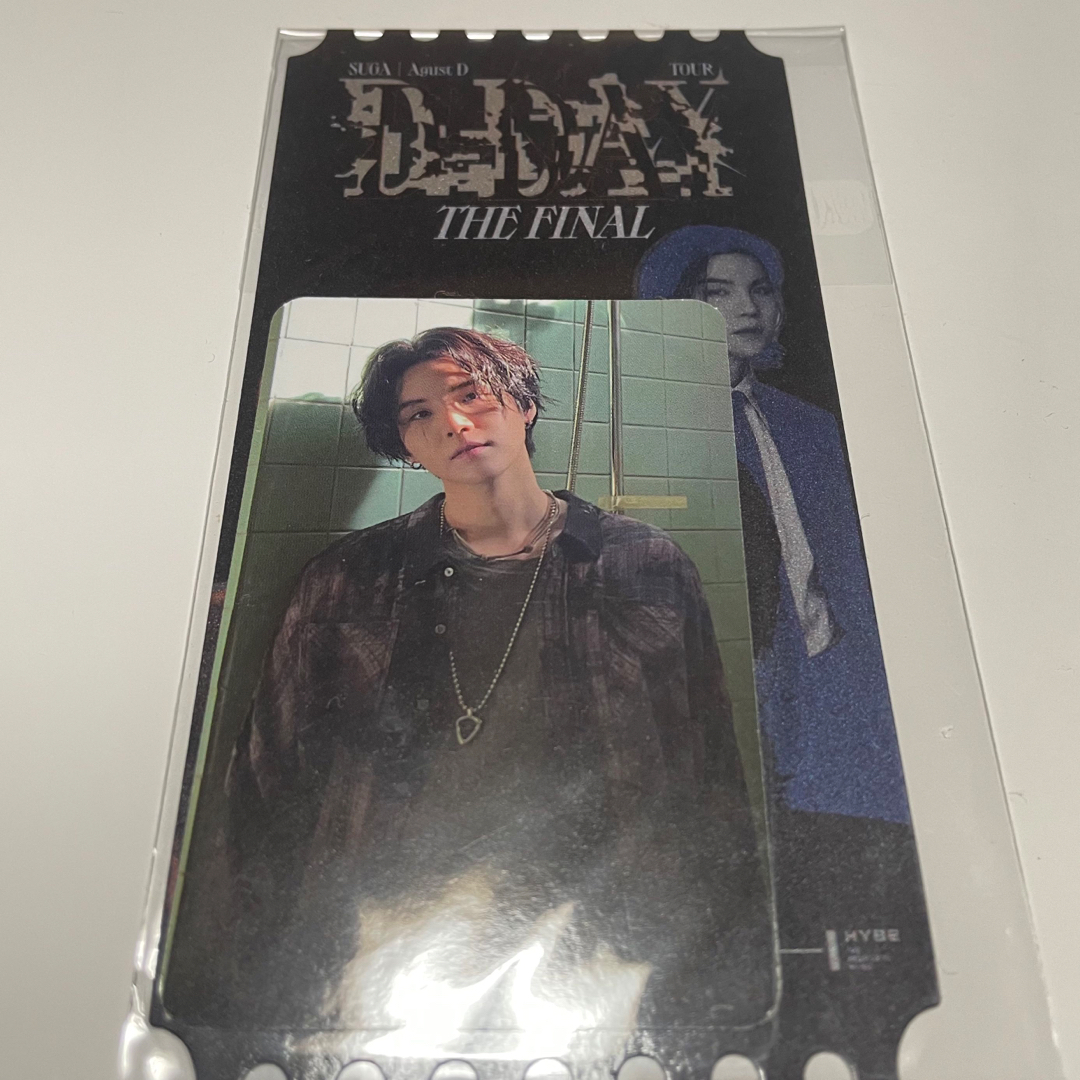 SUGA | Agust D
TOUR
D-DAY
THE FINAL
HYBE